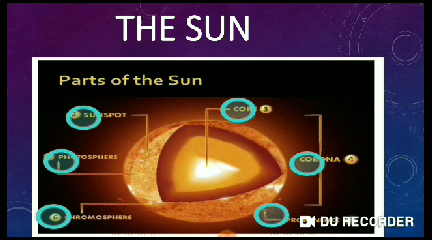 THE SUN
Parts of the Sun
SUNSPOT
CORE
PHOTOSPHERE
CORONA
CHROMOSPHERE
DU RECORDER